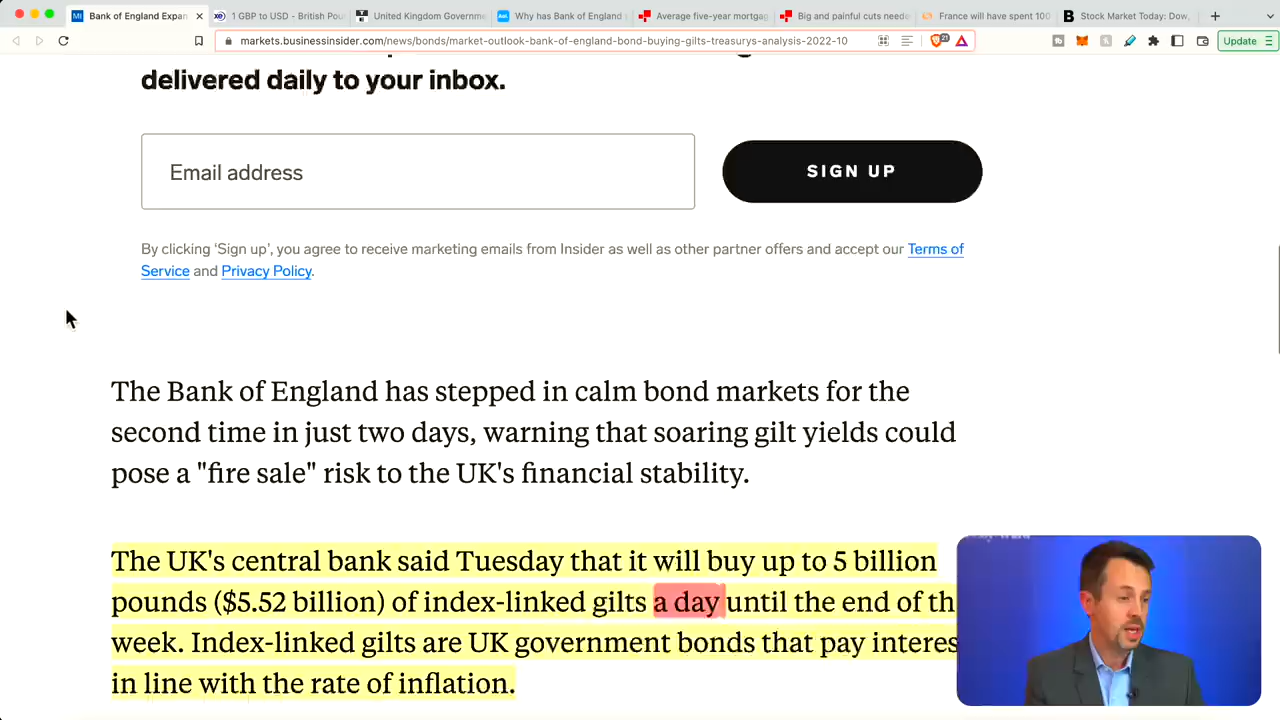 Bank of England Expan
1 GBP to USD - British Pou
United Kingdom Governme
Why has Bank of England
Average five-year mortgag
Big and painful cuts neede
France will have spent 100
Stock Market Today: Dow,
markets.businessinsider.com/news/bonds/market-outlook-bank-of-england-bond-buying-gilts-treasurys-analysis-2022-10
21
Update
delivered daily to your inbox.
Email address
SIGN UP
By clicking ‘Sign up’, you agree to receive marketing emails from Insider as well as other partner offers and accept our Terms of
Service and Privacy Policy.
The Bank of England has stepped in calm bond markets for the
second time in just two days, warning that soaring gilt yields could
pose a "fire sale" risk to the UK's financial stability.
The UK's central bank said Tuesday that it will buy up to 5 billion
pounds ($5.52 billion) of index-linked gilts a day until the end of th
week. Index-linked gilts are UK government bonds that pay interes
in line with the rate of inflation.